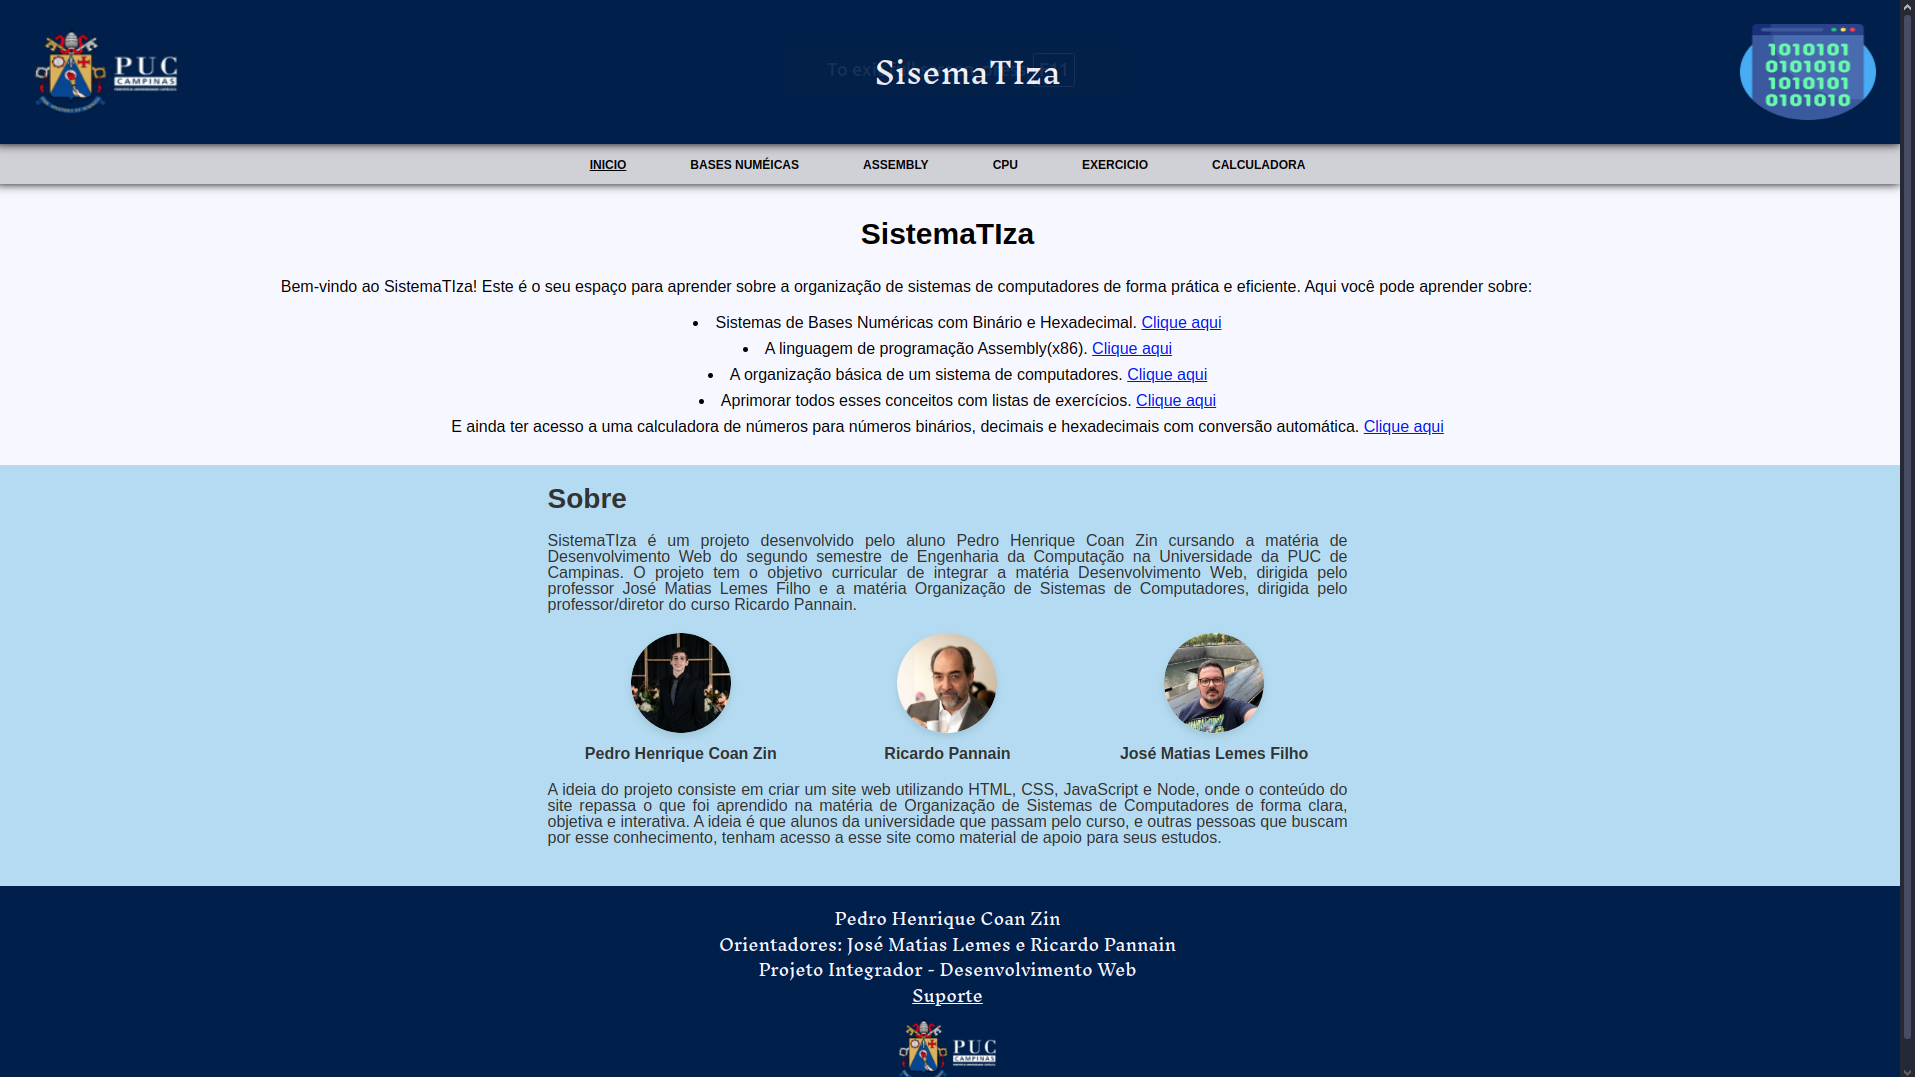 PUC
CAMPINAS
SisemaTIza
1010101
0101010
1010101
0101010
INICIO BASES NUMÉICAS ASSEMBLY CPU EXERCICIO CALCULADORA
SistemaTIza
Bem-vindo ao SistemaTIza! Este é o seu espaço para aprender sobre a organização de sistemas de computadores de forma prática e eficiente. Aqui você pode aprender sobre:
• Sistemas de Bases Numéricas com Binário e Hexadecimal. Clique aqui
• A linguagem de programação Assembly(x86). Clique aqui
• A organização básica de um sistema de computadores. Clique aqui
• Aprimorar todos esses conceitos com listas de exercícios. Clique aqui
E ainda ter acesso a uma calculadora de números para números binários, decimais e hexadecimais com conversão automática. Clique aqui
Sobre
SistemaTIza é um projeto desenvolvido pelo aluno Pedro Henrique Coan Zin cursando a matéria de
Desenvolvimento Web do segundo semestre de Engenharia da Computação na Universidade da PUC de
Campinas. O projeto tem o objetivo curricular de integrar a matéria Desenvolvimento Web, dirigida pelo
professor José Matias Lemes Filho e a matéria Organização de Sistemas de Computadores, dirigida pelo
professor/diretor do curso Ricardo Pannain.
Pedro Henrique Coan Zin Ricardo Pannain José Matias Lemes Filho
A ideia do projeto consiste em criar um site web utilizando HTML, CSS, JavaScript e Node, onde o conteúdo do
site repassa o que foi aprendido na matéria de Organização de Sistemas de Computadores de forma clara,
objetiva e interativa. A ideia é que alunos da universidade que passam pelo curso, e outras pessoas que buscam
por esse conhecimento, tenham acesso a esse site como material de apoio para seus estudos.
Pedro Henrique Coan Zin
Orientadores: José Matias Lemes e Ricardo Pannain
Projeto Integrador - Desenvolvimento Web
Suporte
PUC
CAMPINAS